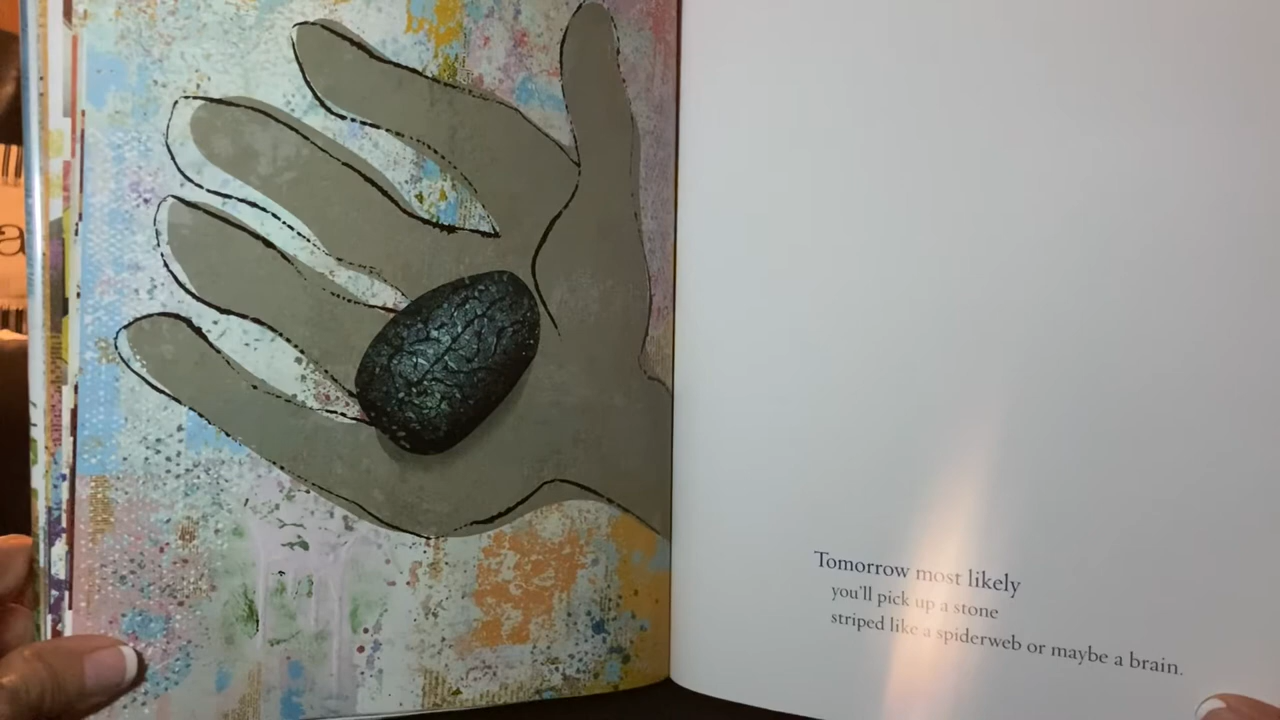 a
Tomorrow most likely
you'll pick up a stone
striped like a spiderweb or maybe a brain.